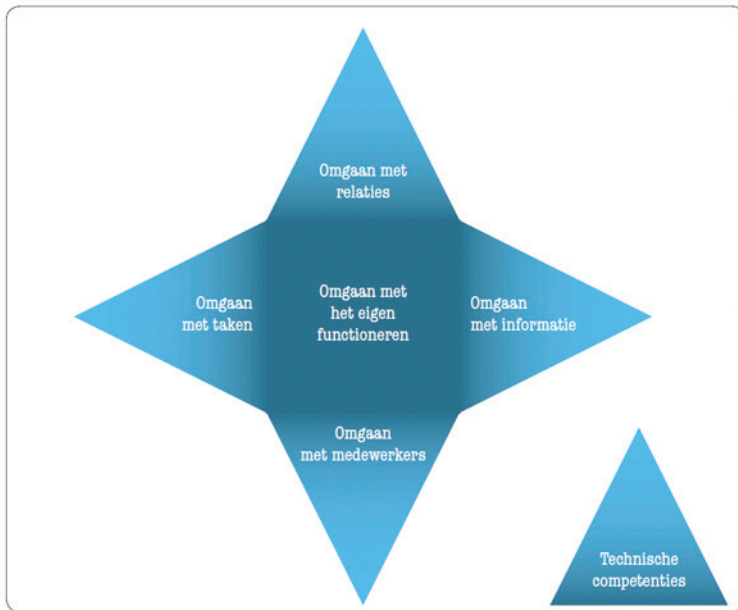 Omgaan met
relaties
Omgaan
met taken
Omgaan met
het eigen
functioneren
Omgaan
met informatie
Omgaan
met medewerkers
Technische
competenties